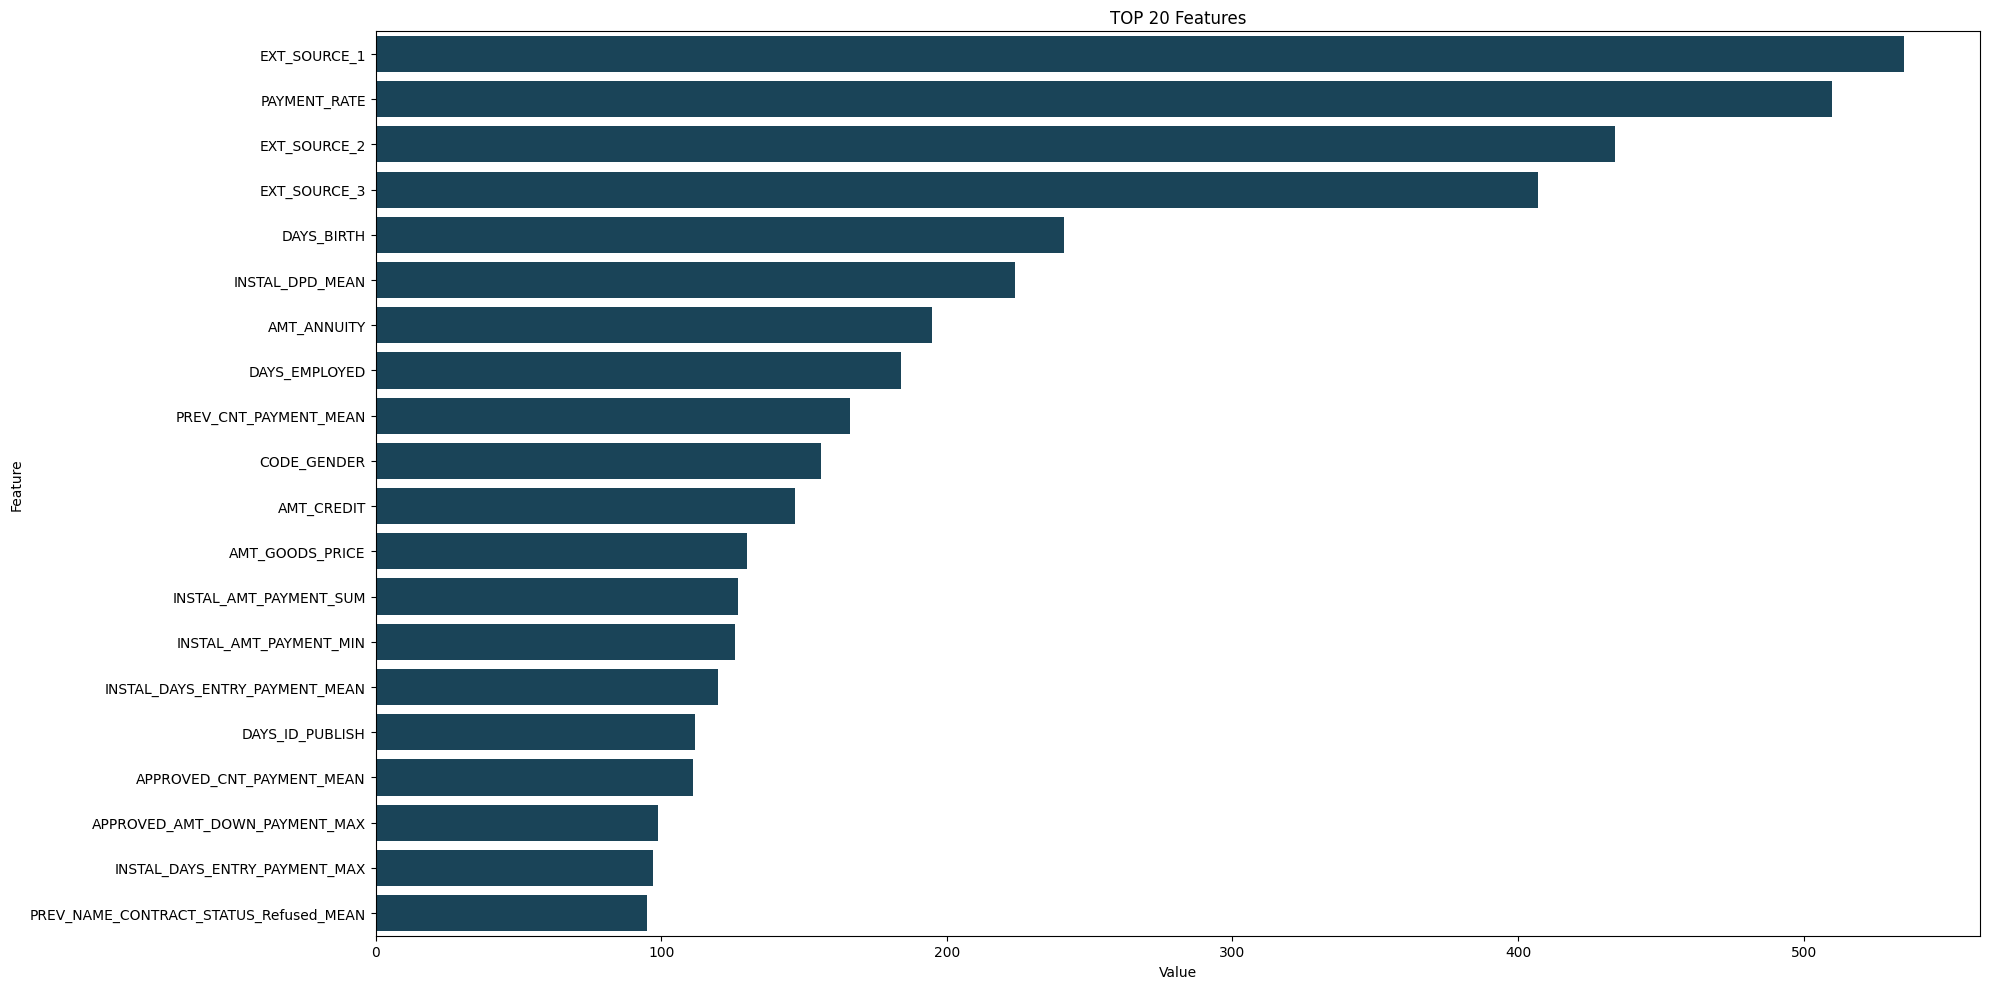 TOP 20 Features
EXT_SOURCE_1
PAYMENT_RATE
EXT_SOURCE_2
EXT_SOURCE_3
DAYS_BIRTH
INSTAL_DPD_MEAN
AMT_ANNUITY
DAYS_EMPLOYED
PREV_CNT_PAYMENT_MEAN
CODE_GENDER
AMT_CREDIT
AMT_GOODS_PRICE
INSTAL_AMT_PAYMENT_SUM
INSTAL_AMT_PAYMENT_MIN
INSTAL_DAYS_ENTRY_PAYMENT_MEAN
DAYS_ID_PUBLISH
APPROVED_CNT_PAYMENT_MEAN
APPROVED_AMT_DOWN_PAYMENT_MAX
INSTAL_DAYS_ENTRY_PAYMENT_MAX
PREV_NAME_CONTRACT_STATUS_Refused_MEAN
Feature
0 100 200 300 400 500
Value